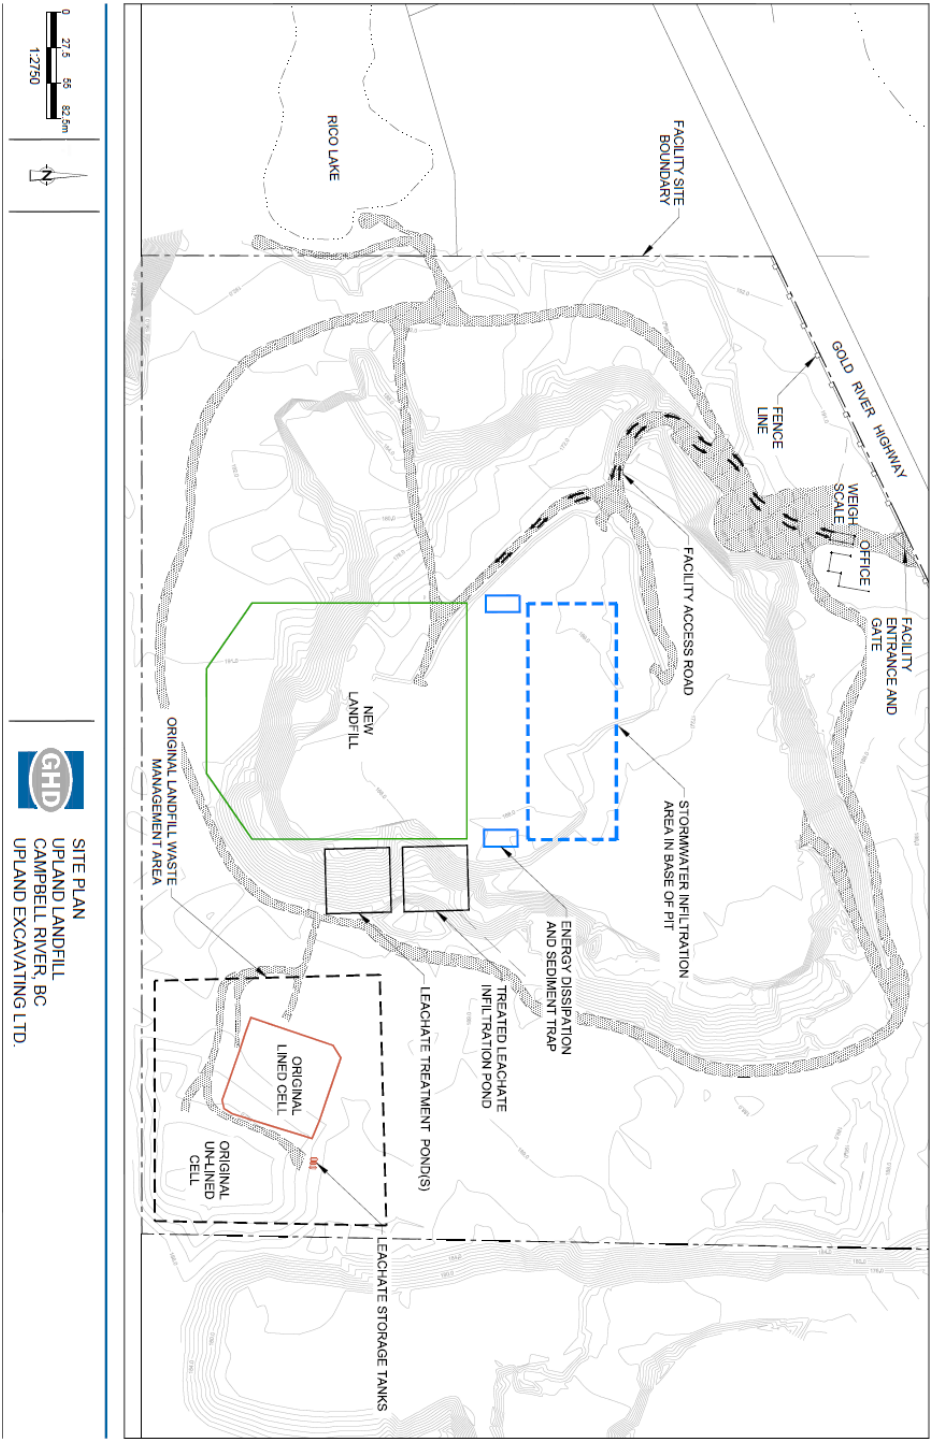 RICO LAKE
FACILITY SITE
BOUNDARY
GOLD RIVER HIGHWAY
FENCE
LINE
WEIGH
SCALE
OFFICE
FACILITY
ENTRANCE AND
GATE
FACILITY ACCESS ROAD
STORMWATER INFILTRATION
AREA IN BASE OF PIT
NEW
LANDFILL
ENERGY DISSIPATION
AND SEDIMENT TRAP
TREATED LEACHATE
INFILTRATION POND
LEACHATE TREATMENT POND(S)
ORIGINAL LANDFILL WASTE
MANAGEMENT AREA
ORIGINAL
LINED CELL
ORIGINAL
UN-LINED
CELL
LEACHATE STORAGE TANKS
0 27.5 55 82.5m
1:2750
N
GHD
SITE PLAN
UPLAND LANDFILL
CAMPBELL RIVER, BC
UPLAND EXCAVATING LTD.